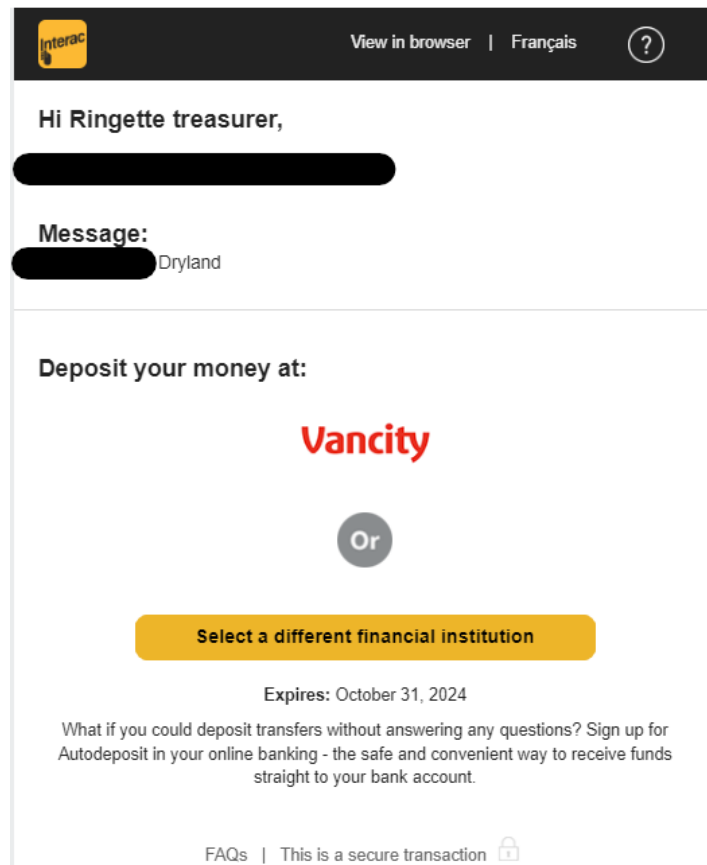 Interac
View in browser | Français ?
Hi Ringette treasurer,
Message:
Dryland
Deposit your money at:
Vancity
Or
Select a different financial institution
Expires: October 31, 2024
What if you could deposit transfers without answering any questions? Sign up for
Autodeposit in your online banking - the safe and convenient way to receive funds
straight to your bank account.
FAQs | This is a secure transaction